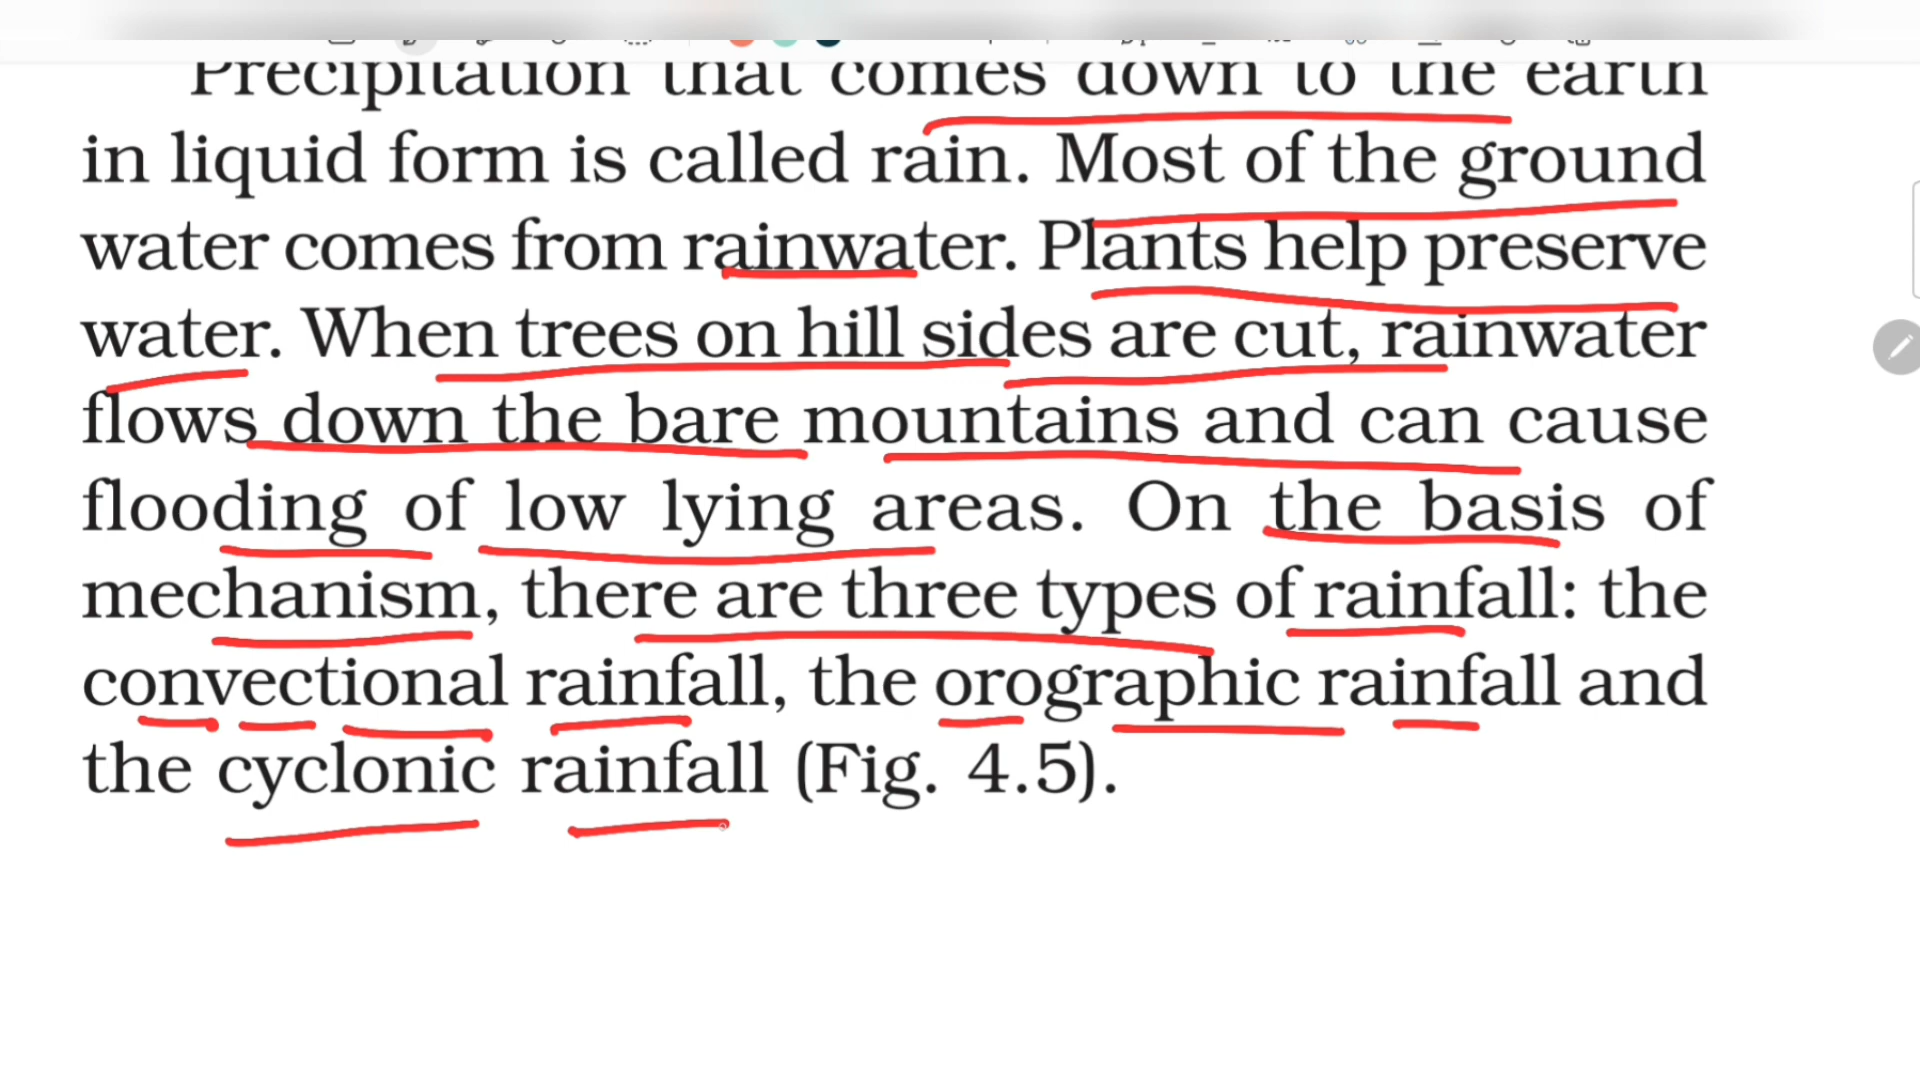 Precipitation that comes down to the earth
in liquid form is called rain. Most of the ground
water comes from rainwater. Plants help preserve
water. When trees on hill sides are cut, rainwater
flows down the bare mountains and can cause
flooding of low lying areas. On the basis of
mechanism, there are three types of rainfall: the
convectional rainfall, the orographic rainfall and
the cyclonic rainfall (Fig. 4.5).